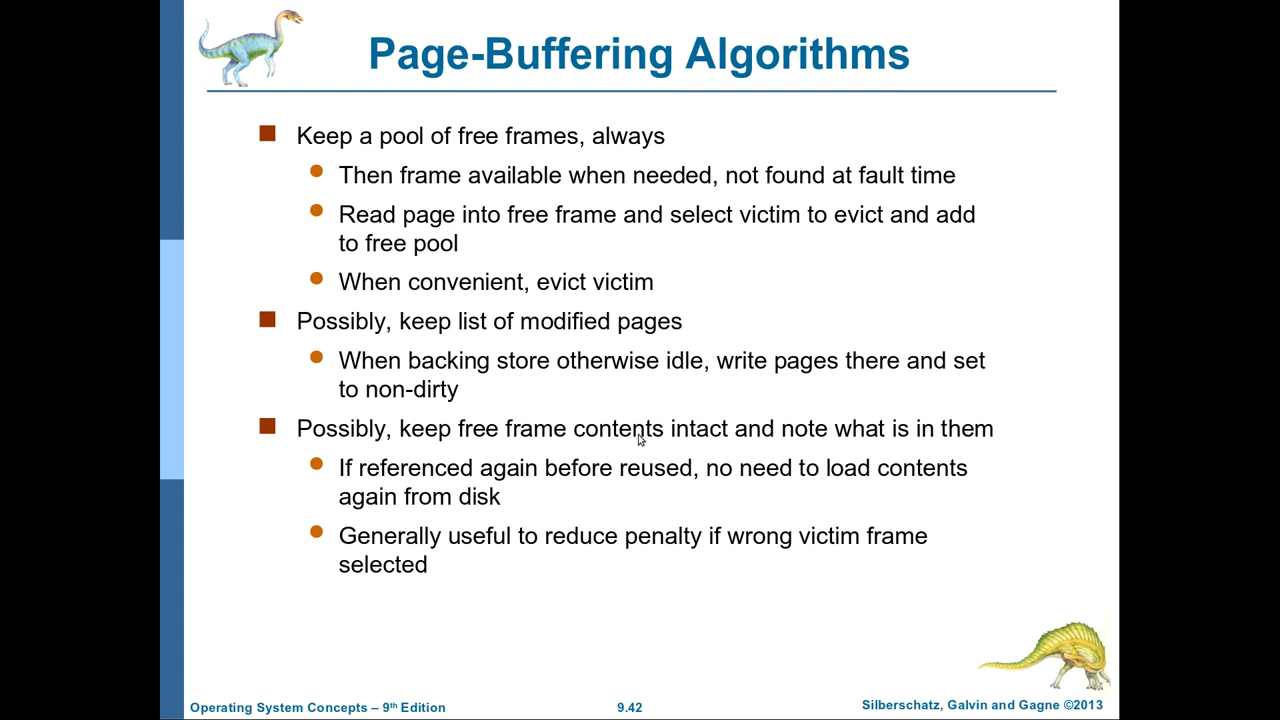 Page-Buffering Algorithms
Keep a pool of free frames, always
Then frame available when needed, not found at fault time
Read page into free frame and select victim to evict and add
to free pool
When convenient, evict victim
Possibly, keep list of modified pages
When backing store otherwise idle, write pages there and set
to non-dirty
Possibly, keep free frame contents intact and note what is in them
If referenced again before reused, no need to load contents
again from disk
Generally useful to reduce penalty if wrong victim frame
selected
Operating System Concepts – 9th Edition
9.42
Silberschatz, Galvin and Gagne ©2013